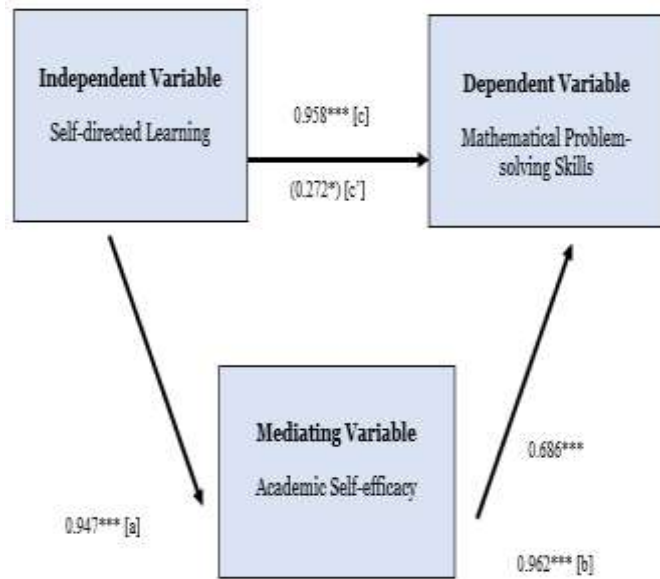 Independent Variable
Self-directed Learning
0.958*** [c]
(0.272*) [c']
Dependent Variable
Mathematical Problem-
solving Skills
Mediating Variable
Academic Self-efficacy
0.947*** [a]
0.686***
0.962*** [b]